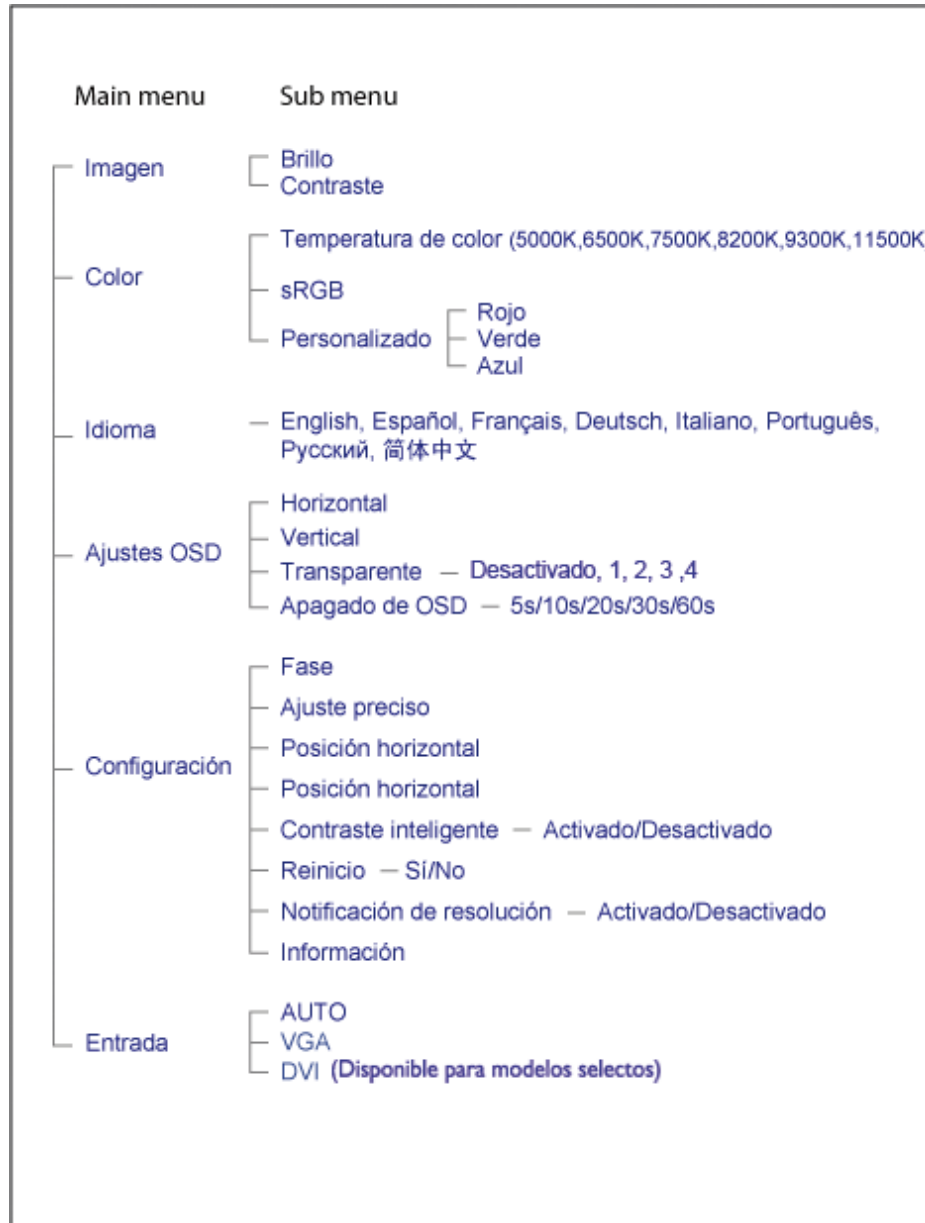 Main menu Sub menu
Imagen
Brillo
Contraste
Color
Temperatura de color (5000K,6500K,7500K,8200K,9300K,11500K
sRGB
Personalizado
Rojo
Verde
Azul
Idioma
English, Español, Français, Deutsch, Italiano, Português,
Русский, 简体中文
Ajustes OSD
Horizontal
Vertical
Transparente — Desactivado, 1, 2, 3 ,4
Apagado de OSD — 5s/10s/20s/30s/60s
Configuración
Fase
Ajuste preciso
Posición horizontal
Posición horizontal
Contraste inteligente — Activado/Desactivado
Reinicio — Sí/No
Notificación de resolución — Activado/Desactivado
Información
Entrada
AUTO
VGA
DVI (Disponible para modelos selectos)